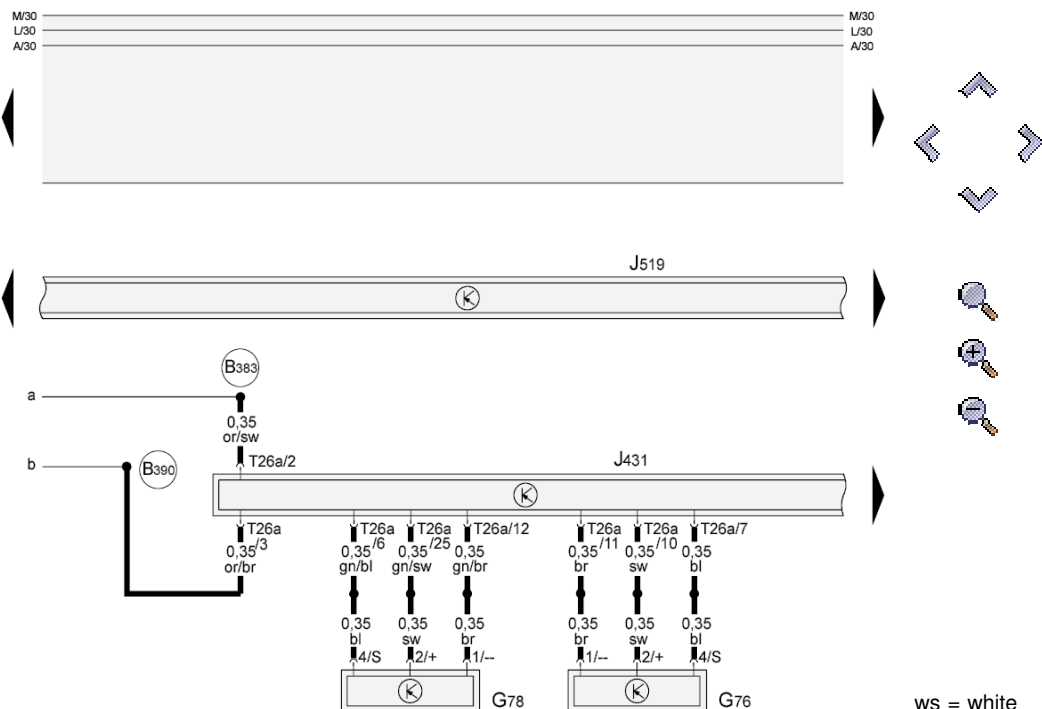 M/30 M/30
L/30 L/30
A/30 A/30
J519
B383
a
0,35
or/sw
b B390 T26a/2 J431
T26a T26a T26a T26a/12 T26a T26a T26a/7
/3 /6 /25 /11 /10
0,35 0,35 0,35 0,35 0,35 0,35 0,35
or/br gn/bl gn/sw gn/br br sw bl
0,35 0,35 0,35 0,35 0,35 0,35
bl sw br br sw bl
4/S 2/+ 1/-- 1/-- 2/+ 4/S
G78 G76
ws = white